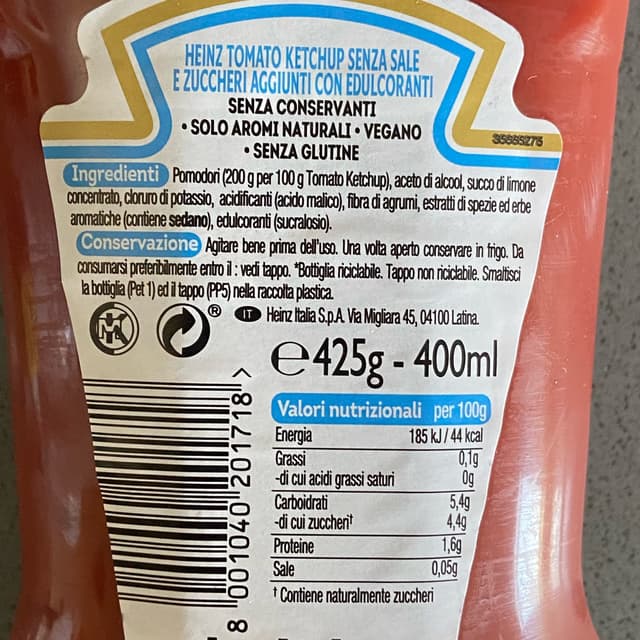 HEINZ TOMATO KETCHUP SENZA SALE
E ZUCCHERI AGGIUNTI CON EDULCORANTI
SENZA CONSERVANTI
• SOLO AROMI NATURALI • VEGANO
• SENZA GLUTINE
Ingredienti Pomodori (200 g per 100 g Tomato Ketchup), aceto di alcool, succo di limone
concentrato, cloruro di potassio, acidificanti (acido malico), fibra di agrumi, estratti di spezie ed erbe
aromatiche (contiene sedano), edulcoranti (sucralosio).
Conservazione Agitare bene prima dell'uso. Una volta aperto conservare in frigo. Da
consumarsi preferibilmente entro il : vedi tappo. *Bottiglia riciclabile. Tappo non riciclabile. Smaltisci
la bottiglia (Pet 1) ed il tappo (PP5) nella raccolta plastica.
® IT Heinz Italia S.p.A. Via Migliara 45, 04100 Latina.
℮425g - 400ml
Valori nutrizionali per 100g
Energia 185 kJ / 44 kcal
Grassi 0,1g
-di cui acidi grassi saturi 0g
Carboidrati 5,4g
-di cui zuccheri† 4,4g
Proteine 1,6g
Sale 0,05g
† Contiene naturalmente zuccheri
8 001040 201718 >